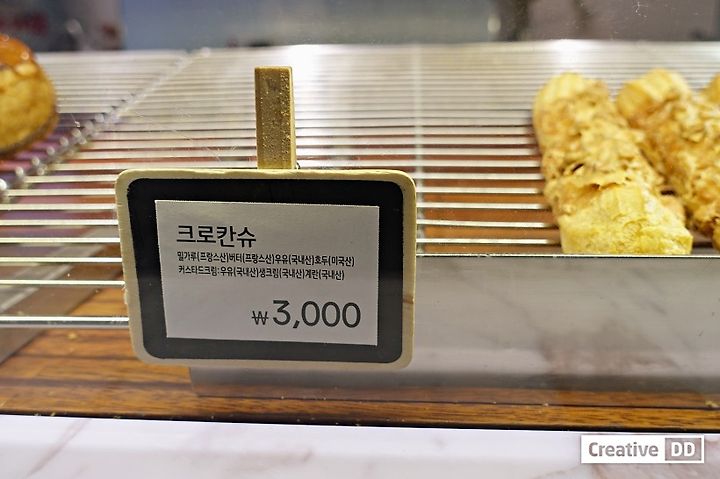 크로칸슈
밀가루(프랑스산)버터(프랑스산)우유(국내산)호두(미국산)
커스타드크림:우유(국내산)생크림(국내산)계란(국내산)
₩3,000
Creative DD